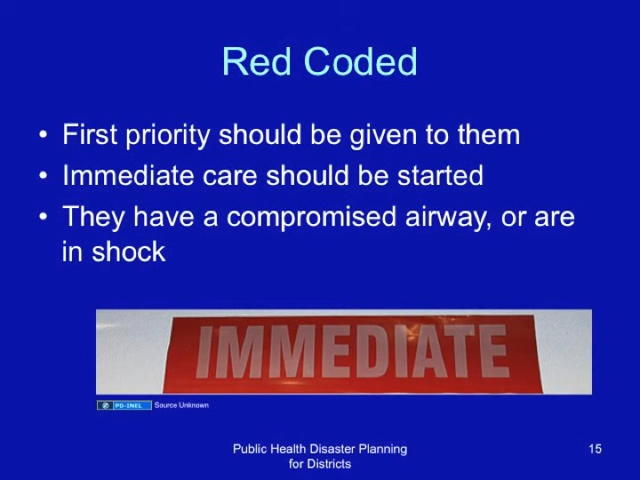 Red Coded
• First priority should be given to them
• Immediate care should be started
• They have a compromised airway, or are
in shock
IMMEDIATE
PD-INEL Source Unknown
Public Health Disaster Planning
for Districts
15